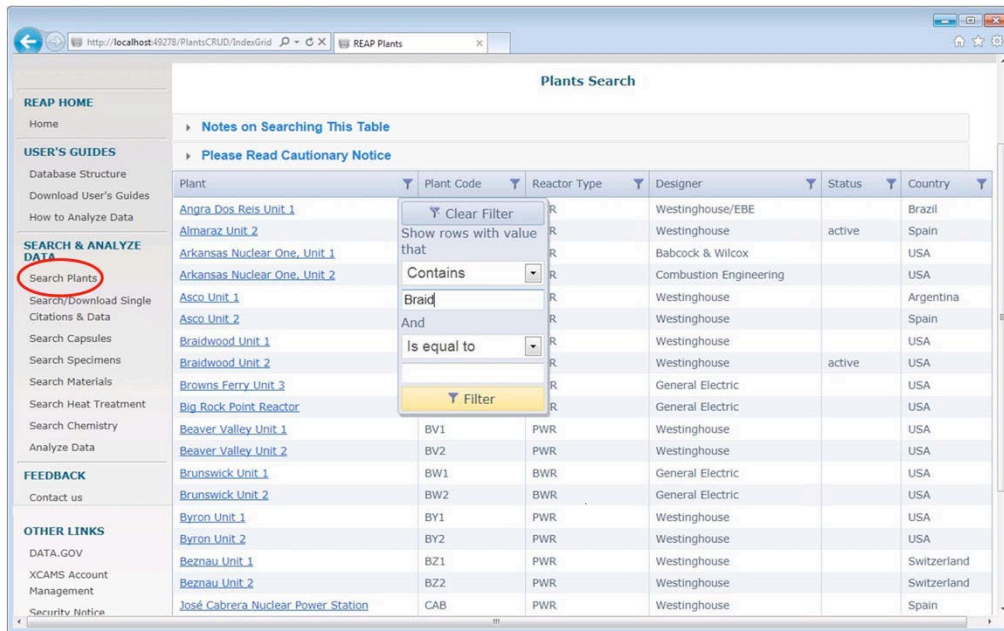 http://localhost:49278/PlantsCRUD/IndexGrid
REAP Plants
Plants Search
REAP HOME
Home
USER'S GUIDES
Database Structure
Download User's Guides
How to Analyze Data
SEARCH & ANALYZE
DATA
Search Plants
Search/Download Single
Citations & Data
Search Capsules
Search Specimens
Search Materials
Search Heat Treatment
Search Chemistry
Analyze Data
FEEDBACK
Contact us
OTHER LINKS
DATA.GOV
XCAMS Account
Management
Security Notice
Notes on Searching This Table
Please Read Cautionary Notice
Plant Plant Code Reactor Type Designer Status Country
Angra Dos Reis Unit 1 R Westinghouse/EBE Brazil
Almaraz Unit 2 R Westinghouse active Spain
Arkansas Nuclear One, Unit 1 R Babcock & Wilcox USA
Arkansas Nuclear One, Unit 2 R Combustion Engineering USA
Asco Unit 1 R Westinghouse Argentina
Asco Unit 2 R Westinghouse Spain
Braidwood Unit 1 R Westinghouse USA
Braidwood Unit 2 R Westinghouse active USA
Browns Ferry Unit 3 R General Electric USA
Big Rock Point Reactor R General Electric USA
Beaver Valley Unit 1 BV1 PWR Westinghouse USA
Beaver Valley Unit 2 BV2 PWR Westinghouse USA
Brunswick Unit 1 BW1 BWR General Electric USA
Brunswick Unit 2 BW2 BWR General Electric USA
Byron Unit 1 BY1 PWR Westinghouse USA
Byron Unit 2 BY2 PWR Westinghouse USA
Beznau Unit 1 BZ1 PWR Westinghouse Switzerland
Beznau Unit 2 BZ2 PWR Westinghouse Switzerland
José Cabrera Nuclear Power Station CAB PWR Westinghouse Spain
Clear Filter
Show rows with value
that
Contains
Braid
And
Is equal to
Filter